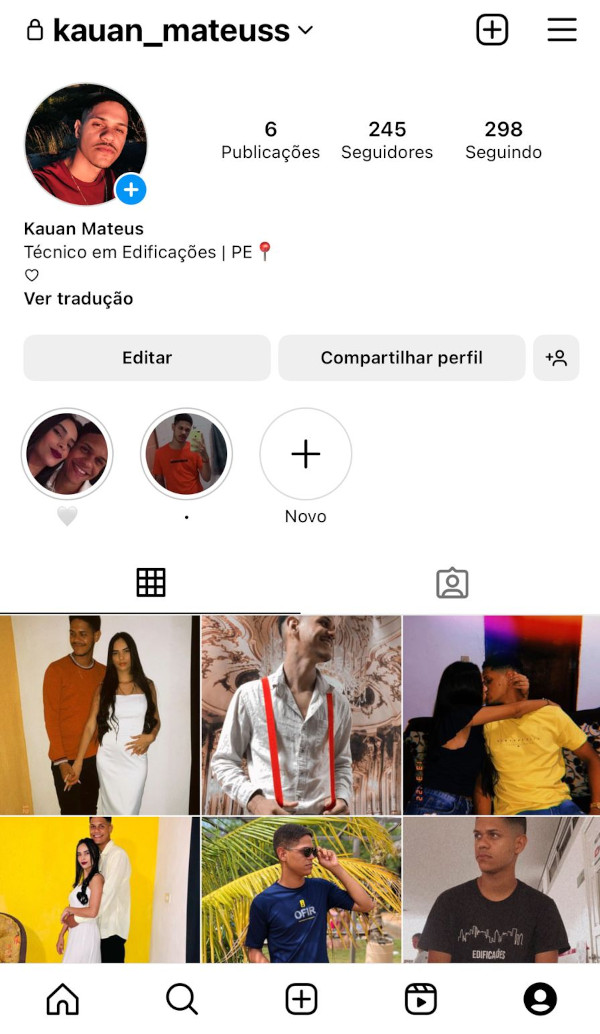 kauan_mateuss
6 245 298
Publicações Seguidores Seguindo
Kauan Mateus
Técnico em Edificações | PE📍
♡
Ver tradução
Editar Compartilhar perfil
🤍 . Novo
OFIR
EDIFICAÇÕES